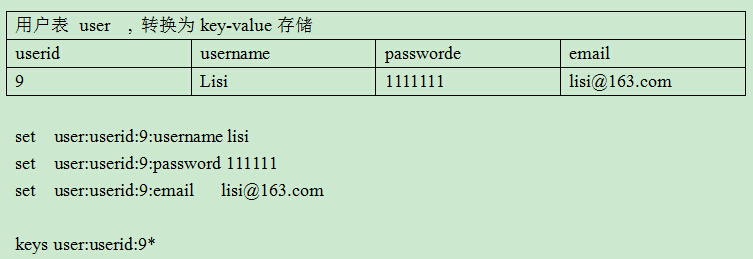 用户表 user , 转换为 key-value 存储
userid username passworde email
9 Lisi 1111111 lisi@163.com
set user:userid:9:username lisi
set user:userid:9:password 111111
set user:userid:9:email lisi@163.com
keys user:userid:9*